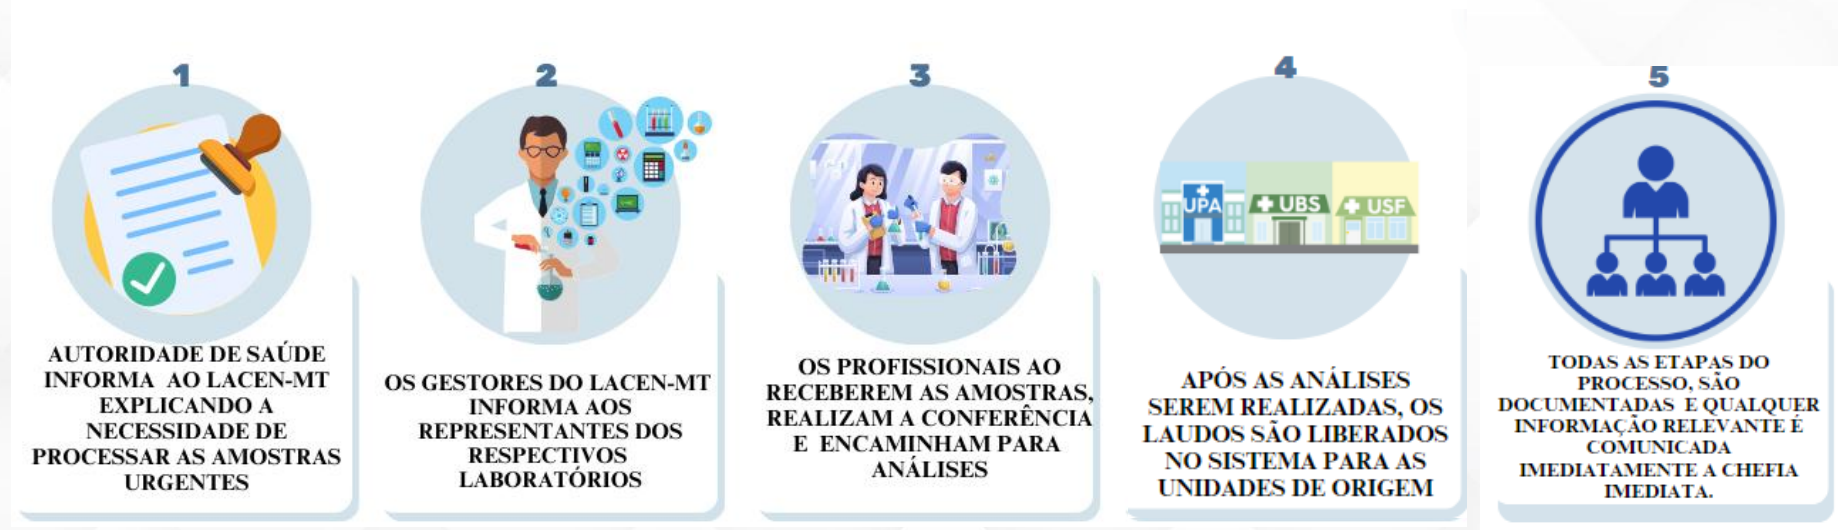 1
AUTORIDADE DE SAÚDE
INFORMA AO LACEN-MT
EXPLICANDO A
NECESSIDADE DE
PROCESSAR AS AMOSTRAS
URGENTES
2
OS GESTORES DO LACEN-MT
INFORMA AOS
REPRESENTANTES DOS
RESPECTIVOS
LABORATÓRIOS
3
OS PROFISSIONAIS AO
RECEBEREM AS AMOSTRAS,
REALIZAM A CONFERÊNCIA
E ENCAMINHAM PARA
ANÁLISES
4
UPA
UBS
USF
APÓS AS ANÁLISES
SEREM REALIZADAS, OS
LAUDOS SÃO LIBERADOS
NO SISTEMA PARA AS
UNIDADES DE ORIGEM
5
TODAS AS ETAPAS DO
PROCESSO, SÃO
DOCUMENTADAS E QUALQUER
INFORMAÇÃO RELEVANTE É
COMUNICADA
IMEDIATAMENTE A CHEFIA
IMEDIATA.